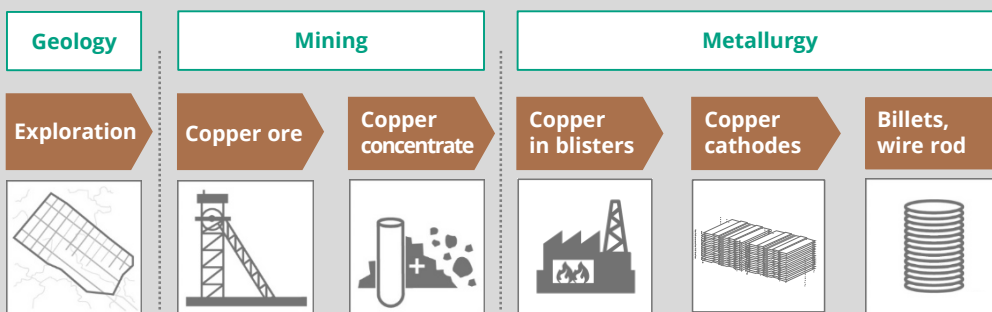 Geology
Mining
Metallurgy
Exploration
Copper ore
Copper
concentrate
Copper
in blisters
Copper
cathodes
Billets,
wire rod